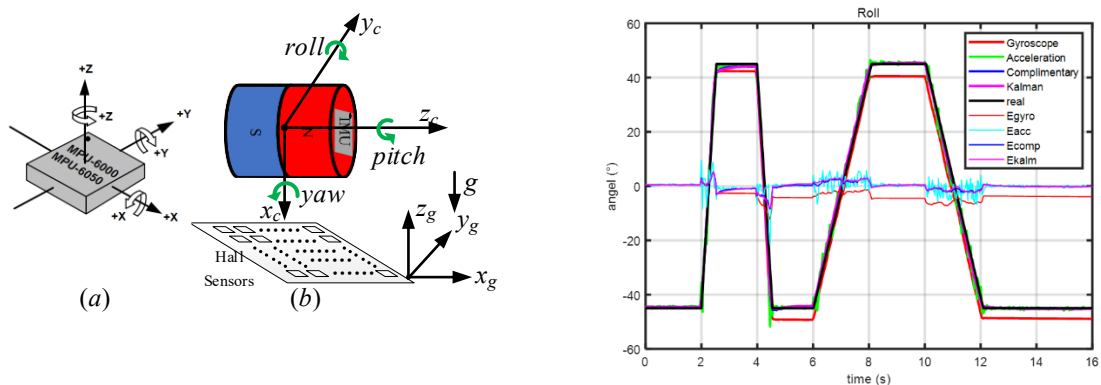 +Z
+Z
+Y
+Y
MPU-6000
MPU-6050
+X
+X
(a)
y_c
roll
S
N
IMU
z_c
pitch
yaw
x_c
g
z_g
y_g
x_g
Hall
Sensors
(b)
Roll
60
40
20
0
-20
-40
-60
angel (°)
0 2 4 6 8 10 12 14 16
time (s)
Gyroscope
Acceleration
Complimentary
Kalman
real
Egyro
Eacc
Ecomp
Ekalm